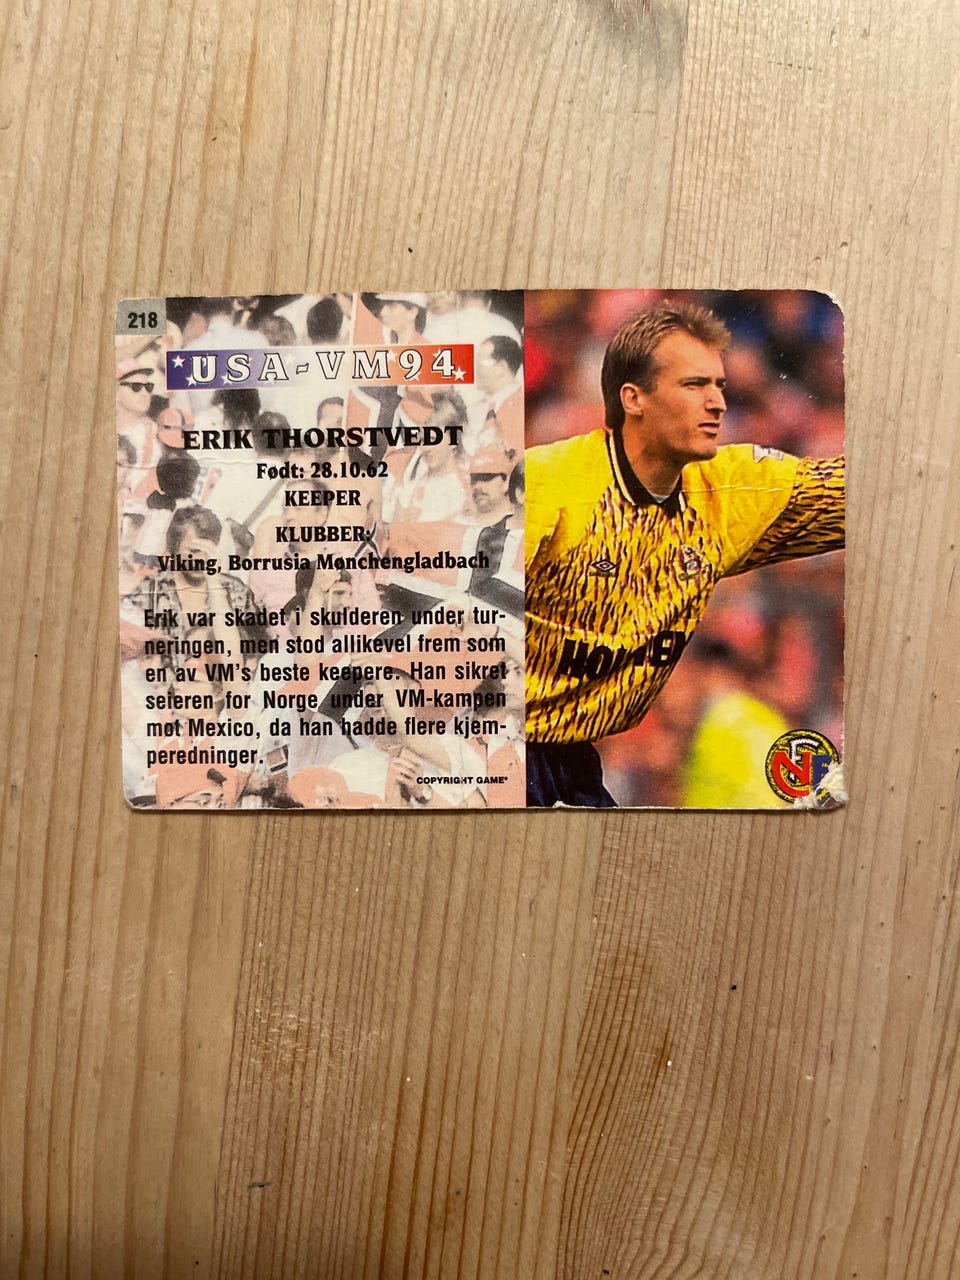 218
USA-VM94
ERIK THORSTVEDT
Født: 28.10.62
KEEPER
KLUBBER:
Viking, Borrusia Mønchengladbach
Erik var skadet i skulderen under tur-
neringen, men stod allikevel frem som
en av VM's beste keepere. Han sikret
seieren for Norge under VM-kampen
mot Mexico, da han hadde flere kjem-
peredninger.
COPYRIGHT GAME®